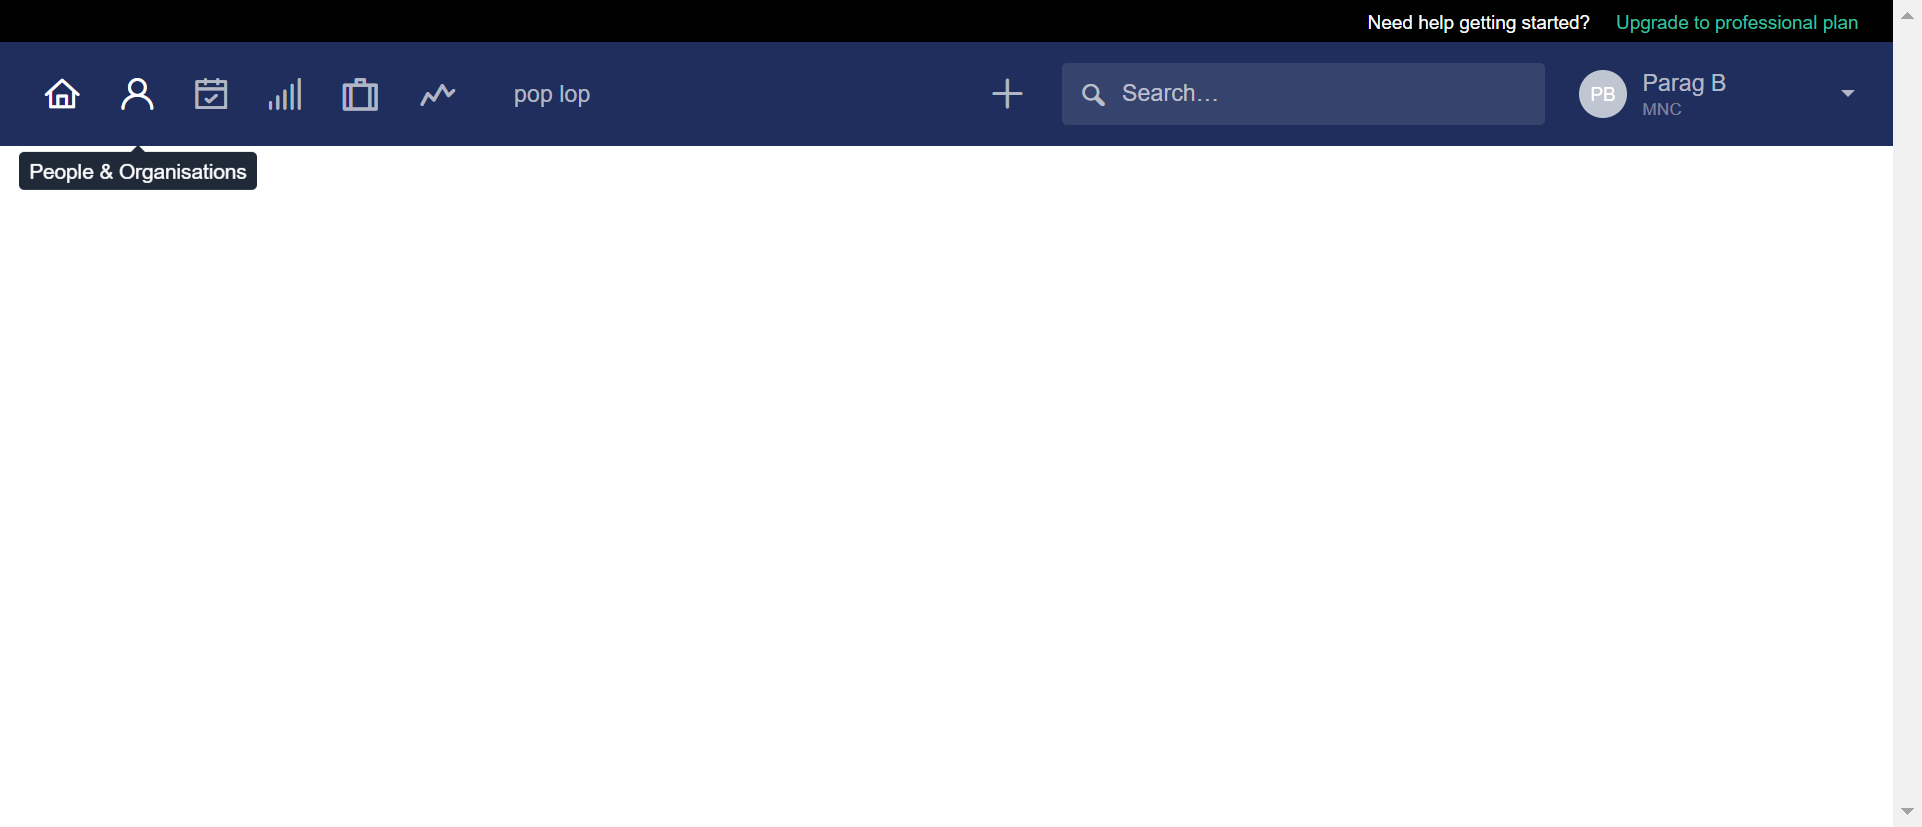 Need help getting started? Upgrade to professional plan
pop lop
Search...
PB
Parag B
MNC
People & Organisations